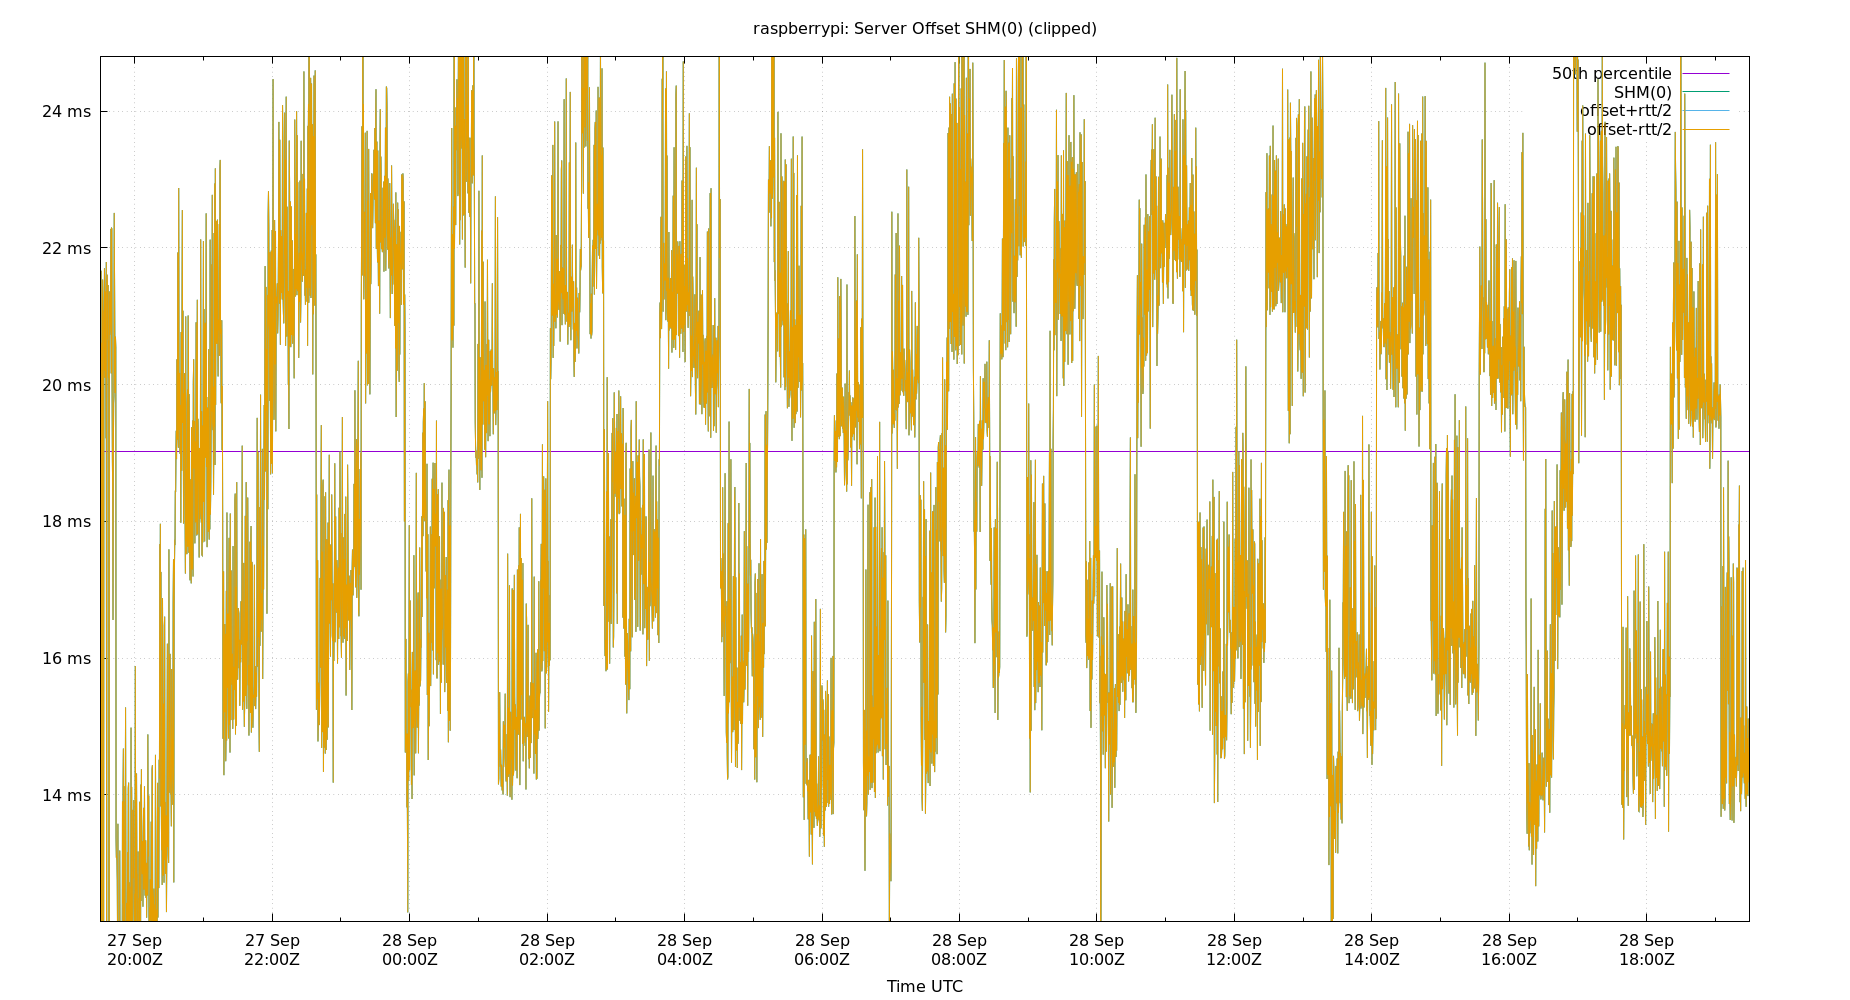 raspberrypi: Server Offset SHM(0) (clipped)
50th percentile
SHM(0)
offset+rtt/2
offset-rtt/2
24 ms
22 ms
20 ms
18 ms
16 ms
14 ms
27 Sep 27 Sep 28 Sep 28 Sep 28 Sep 28 Sep 28 Sep 28 Sep 28 Sep 28 Sep 28 Sep 28 Sep
20:00Z 22:00Z 00:00Z 02:00Z 04:00Z 06:00Z 08:00Z 10:00Z 12:00Z 14:00Z 16:00Z 18:00Z
Time UTC